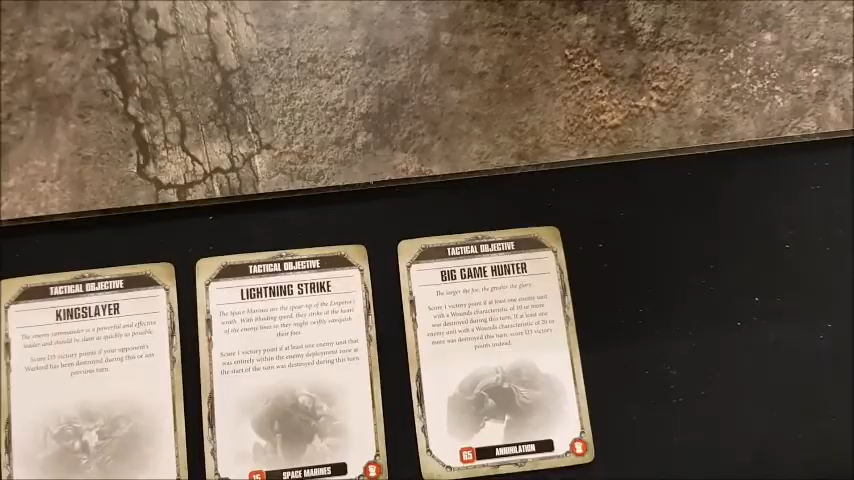 TACTICAL OBJECTIVE
KINGSLAYER
The enemy commander is a powerful and effective
leader and should be slain as quickly as possible.
Score D3 victory points if your opponent's
Warlord has been destroyed during this or any
previous turn.
TACTICAL OBJECTIVE
LIGHTNING STRIKE
The Space Marines are the spear-tip of the Emperor's
wrath. With blinding speed, they strike at the heart
of the enemy lines so they might swiftly vanquish
their foes.
Score 1 victory point if at least one enemy unit that
was entirely within the enemy deployment zone at
the start of the turn was destroyed during this turn.
15
SPACE MARINES
TACTICAL OBJECTIVE
BIG GAME HUNTER
The larger the foe, the greater the glory.
Score 1 victory point if at least one enemy unit
with a Wounds characteristic of 10 or more
was destroyed during this turn. If at least one
enemy unit with a Wounds characteristic of 20 or
more was destroyed this turn, score D3 victory
points instead.
65
ANNIHILATION